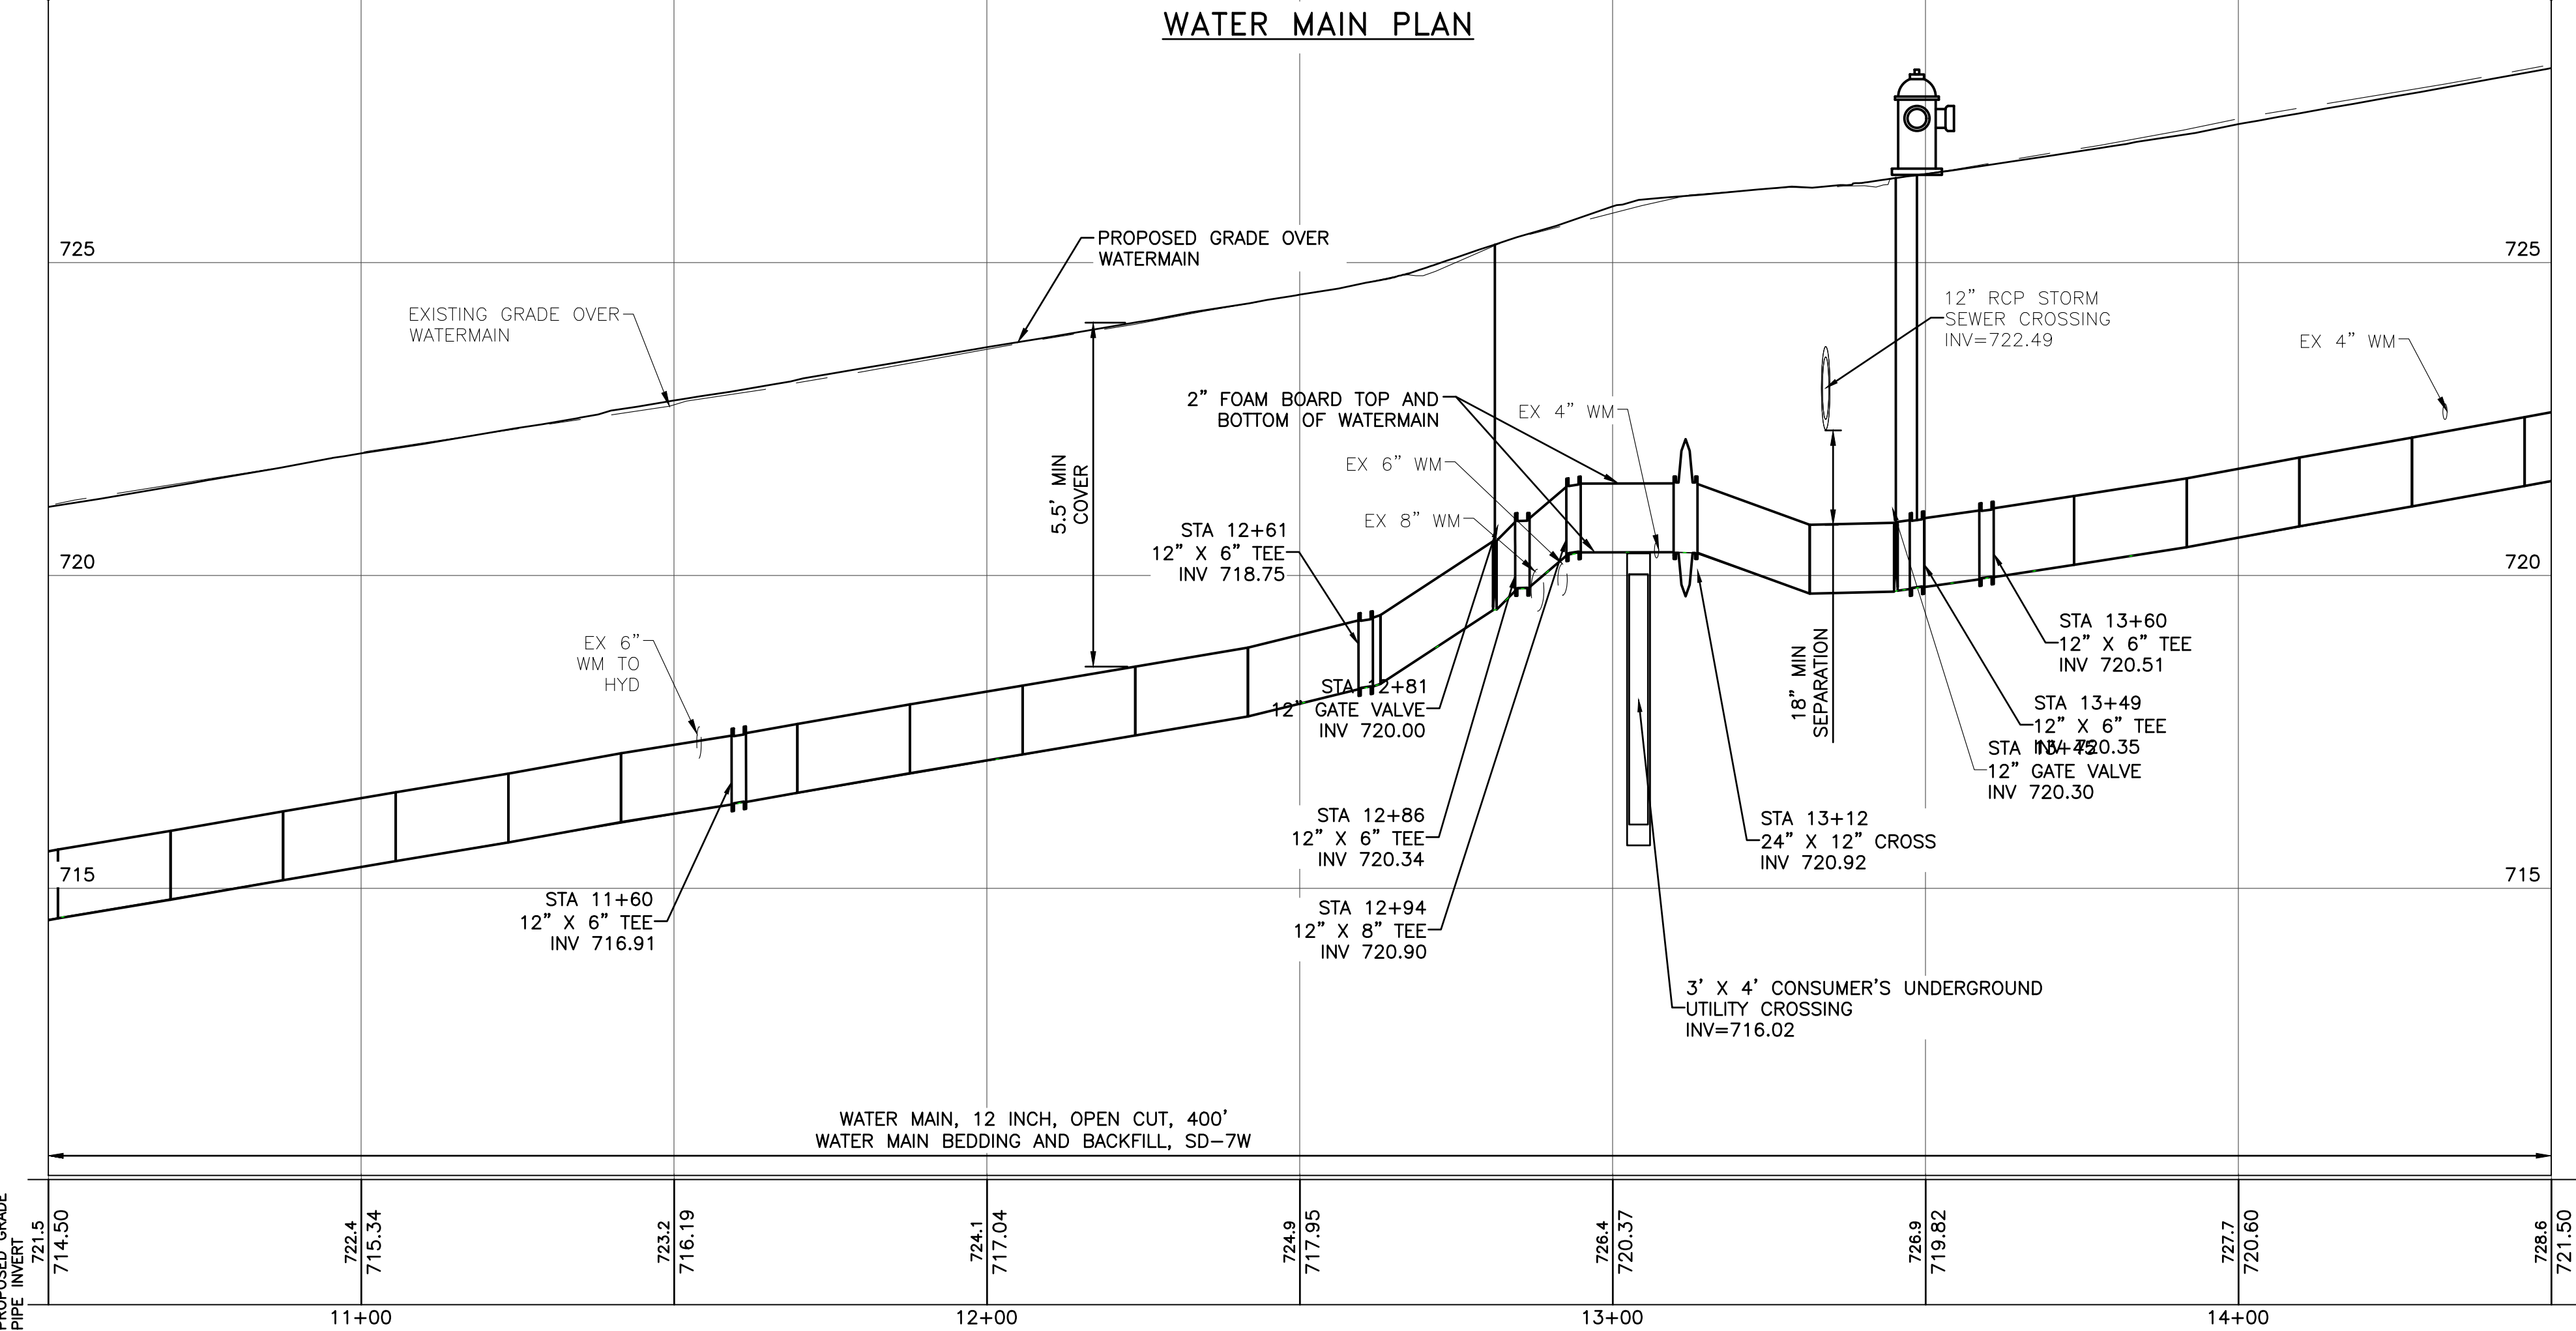 WATER MAIN PLAN
725
725
PROPOSED GRADE OVER
WATERMAIN
EXISTING GRADE OVER
WATERMAIN
12" RCP STORM
SEWER CROSSING
INV=722.49
EX 4" WM
2" FOAM BOARD TOP AND
BOTTOM OF WATERMAIN
EX 4" WM
EX 6" WM
EX 8" WM
5.5' MIN
COVER
STA 12+61
12" X 6" TEE
INV 718.75
720
720
EX 6"
WM TO
HYD
STA 12+81
12" GATE VALVE
INV 720.00
18" MIN
SEPARATION
STA 13+60
12" X 6" TEE
INV 720.51
STA 13+49
12" X 6" TEE
INV 720.35
STA 13+45
12" GATE VALVE
INV 720.30
STA 12+86
12" X 6" TEE
INV 720.34
STA 13+12
24" X 12" CROSS
INV 720.92
715
715
STA 11+60
12" X 6" TEE
INV 716.91
STA 12+94
12" X 8" TEE
INV 720.90
3' X 4' CONSUMER'S UNDERGROUND
UTILITY CROSSING
INV=716.02
WATER MAIN, 12 INCH, OPEN CUT, 400'
WATER MAIN BEDDING AND BACKFILL, SD-7W
PROPOSED GRADE
PIPE INVERT
721.5
714.50
722.4
715.34
723.2
716.19
724.1
717.04
724.9
717.95
726.4
720.37
726.9
719.82
727.7
720.60
728.6
721.50
11+00
12+00
13+00
14+00